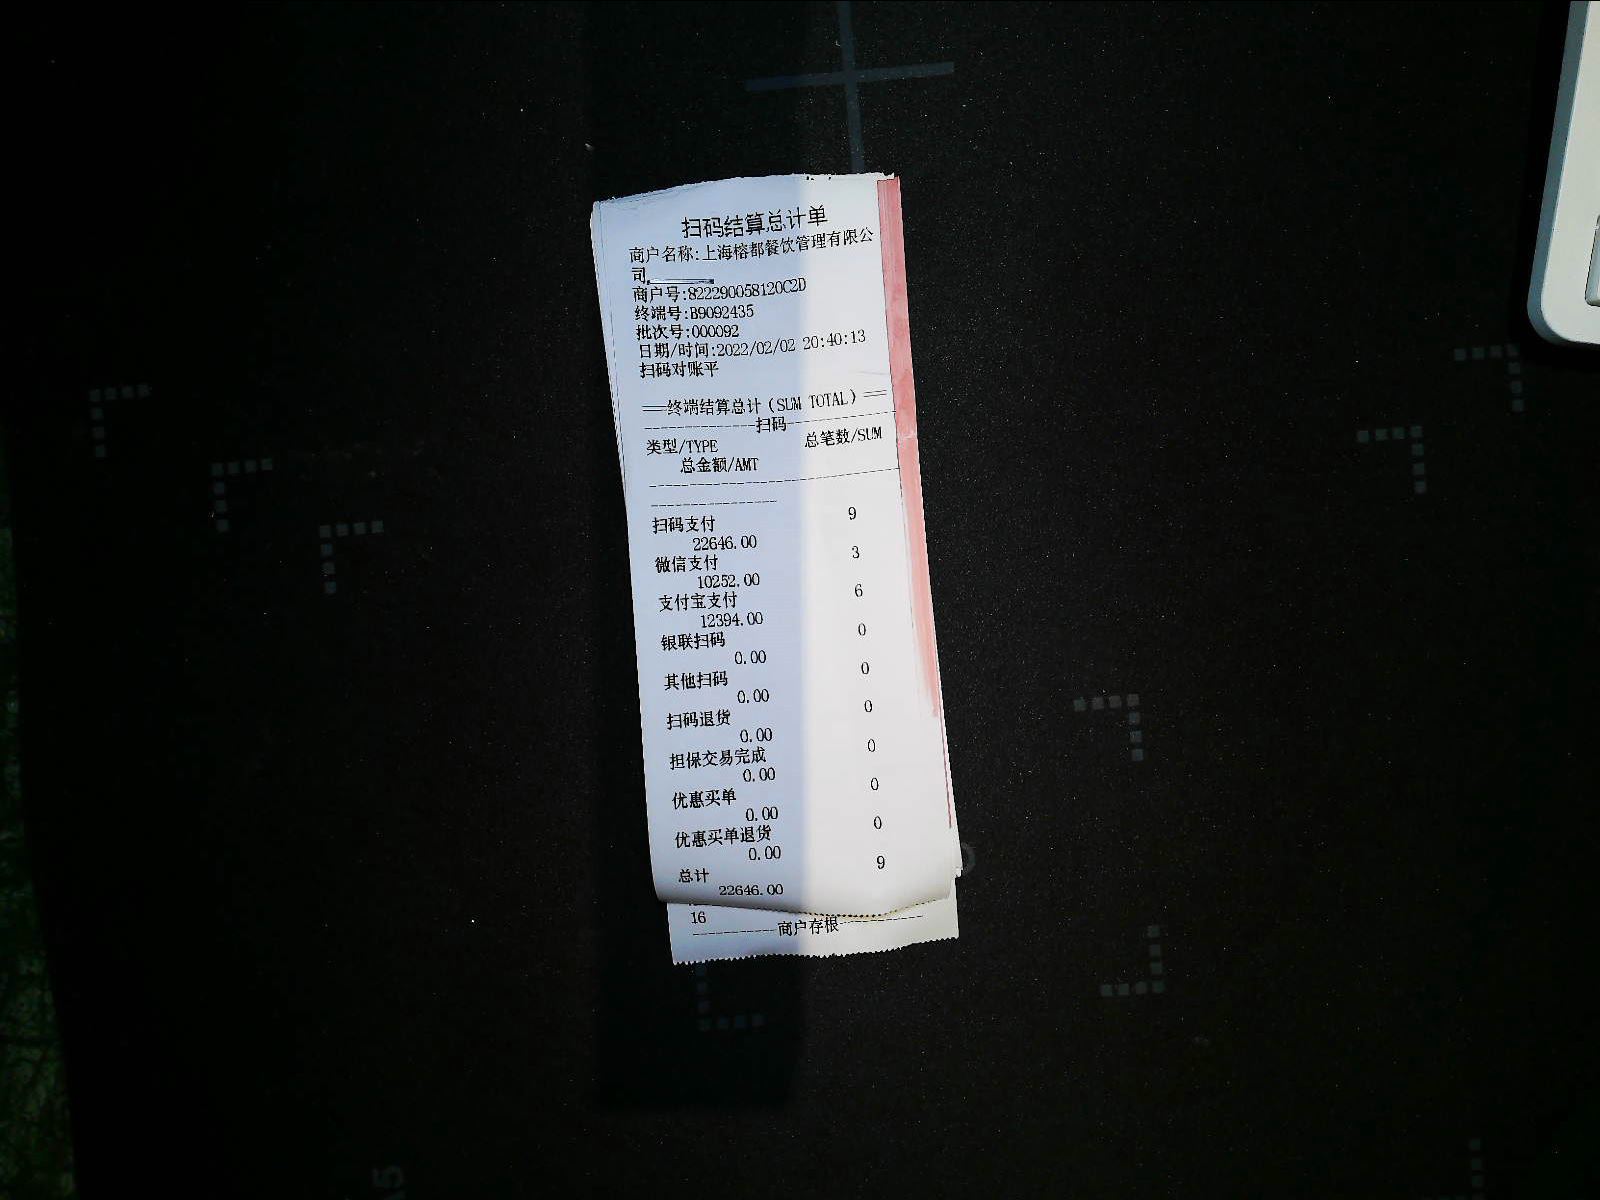 扫码结算总计单
商户名称:上海榕都餐饮管理有限公
司
商户号:822290058120C2D
终端号:B9092435
批次号:000092
日期/时间:2022/02/02 20:40:13
扫码对账平
==终端结算总计(SUM TOTAL)==
----------------扫码----------------
类型/TYPE 总笔数/SUM
总金额/AMT
扫码支付 9
22646.00
微信支付 3
10252.00
支付宝支付 6
12394.00
银联扫码 0
0.00
其他扫码 0
0.00
扫码退货 0
0.00
担保交易完成 0
0.00
优惠买单 0
0.00
优惠买单退货 0
0.00
总计 9
22646.00
16
------------商户存根------------